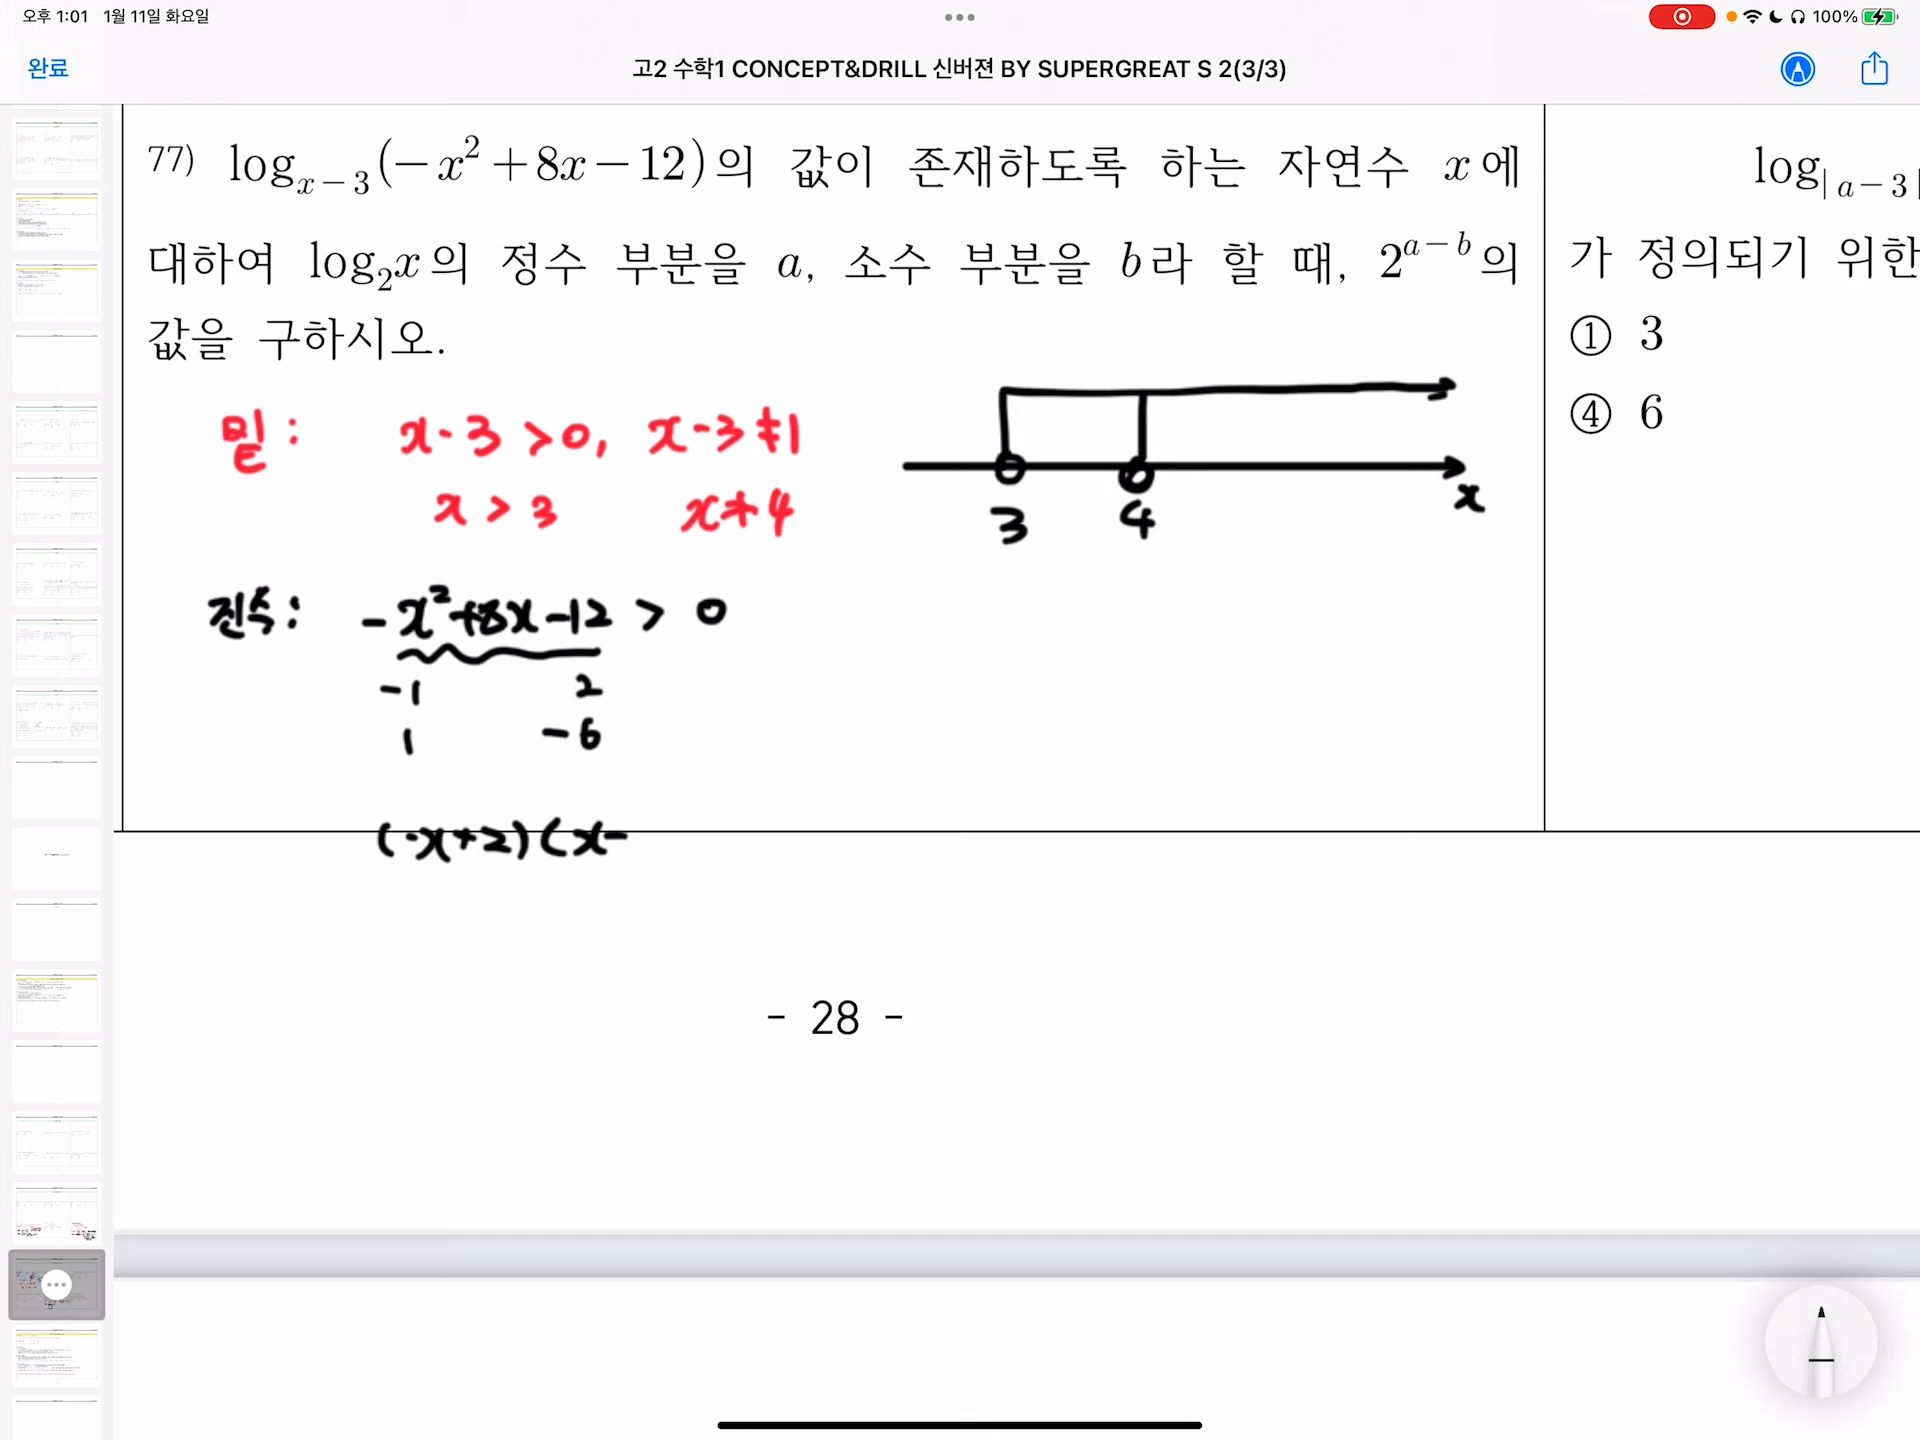 오후 1:01 1월 11일 화요일
100%
완료
고2 수학1 CONCEPT&DRILL 신버젼 BY SUPERGREAT S 2(3/3)
77) logₓ₋₃(−x²+8x−12)의 값이 존재하도록 하는 자연수 x에
대하여 log₂x의 정수 부분을 a, 소수 부분을 b라 할 때, 2ᵃ⁻ᵇ의
값을 구하시오.
밑: x-3>0, x-3≠1
x>3 x≠4
3 4 x
진수: -x²+8x-12 > 0
-1 2
1 -6
(-x+2)(x-
- 28 -
log|a−3|
가 정의되기 위한
① 3
④ 6